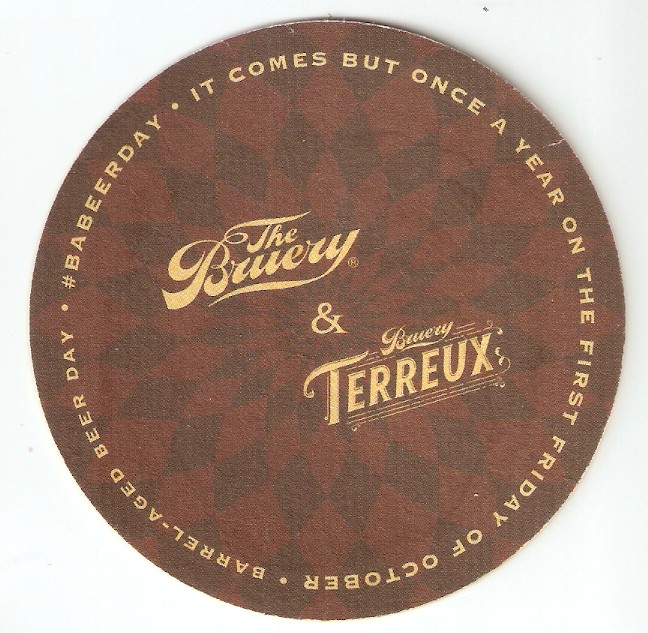 IT COMES BUT ONCE A YEAR ON THE FIRST FRIDAY OF OCTOBER • BARREL-AGED BEER DAY • #BABEERDAY •
The
Bruery®
&
Bruery
TERREUX